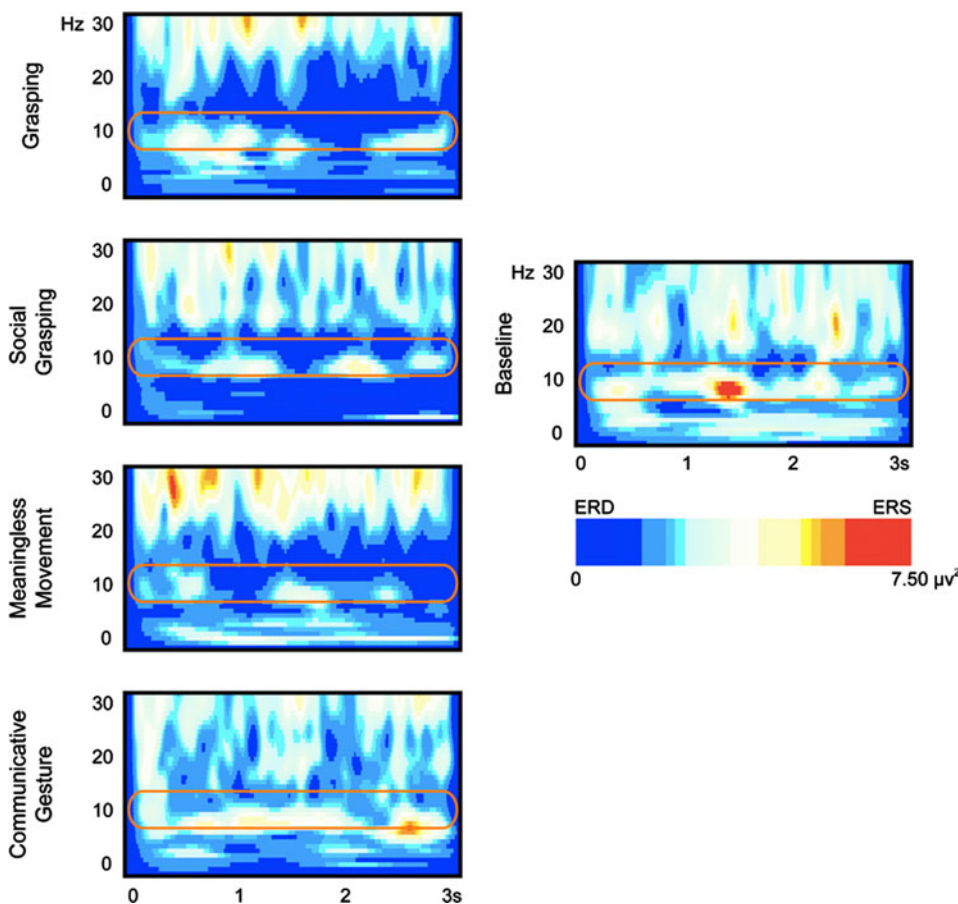 Hz 30
20
10
0
Grasping
30
20
10
0
Social
Grasping
30
20
10
0
Meaningless
Movement
30
20
10
0
Communicative
Gesture
0 1 2 3s
Hz 30
20
10
0
Baseline
0 1 2 3s
ERD ERS
0 7.50 μv²